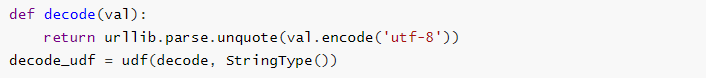 def decode(val):
    return urllib.parse.unquote(val.encode('utf-8'))
decode_udf = udf(decode, StringType())